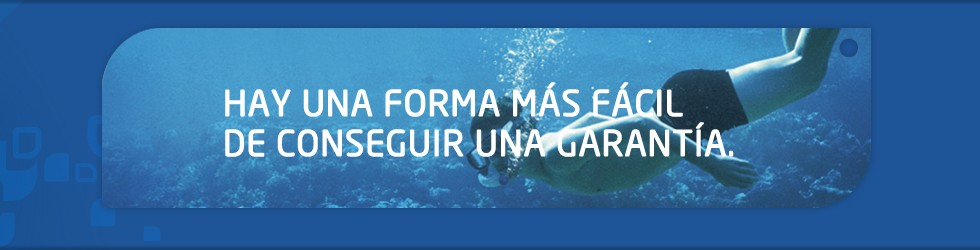 HAY UNA FORMA MÁS FÁCIL
DE CONSEGUIR UNA GARANTÍA.